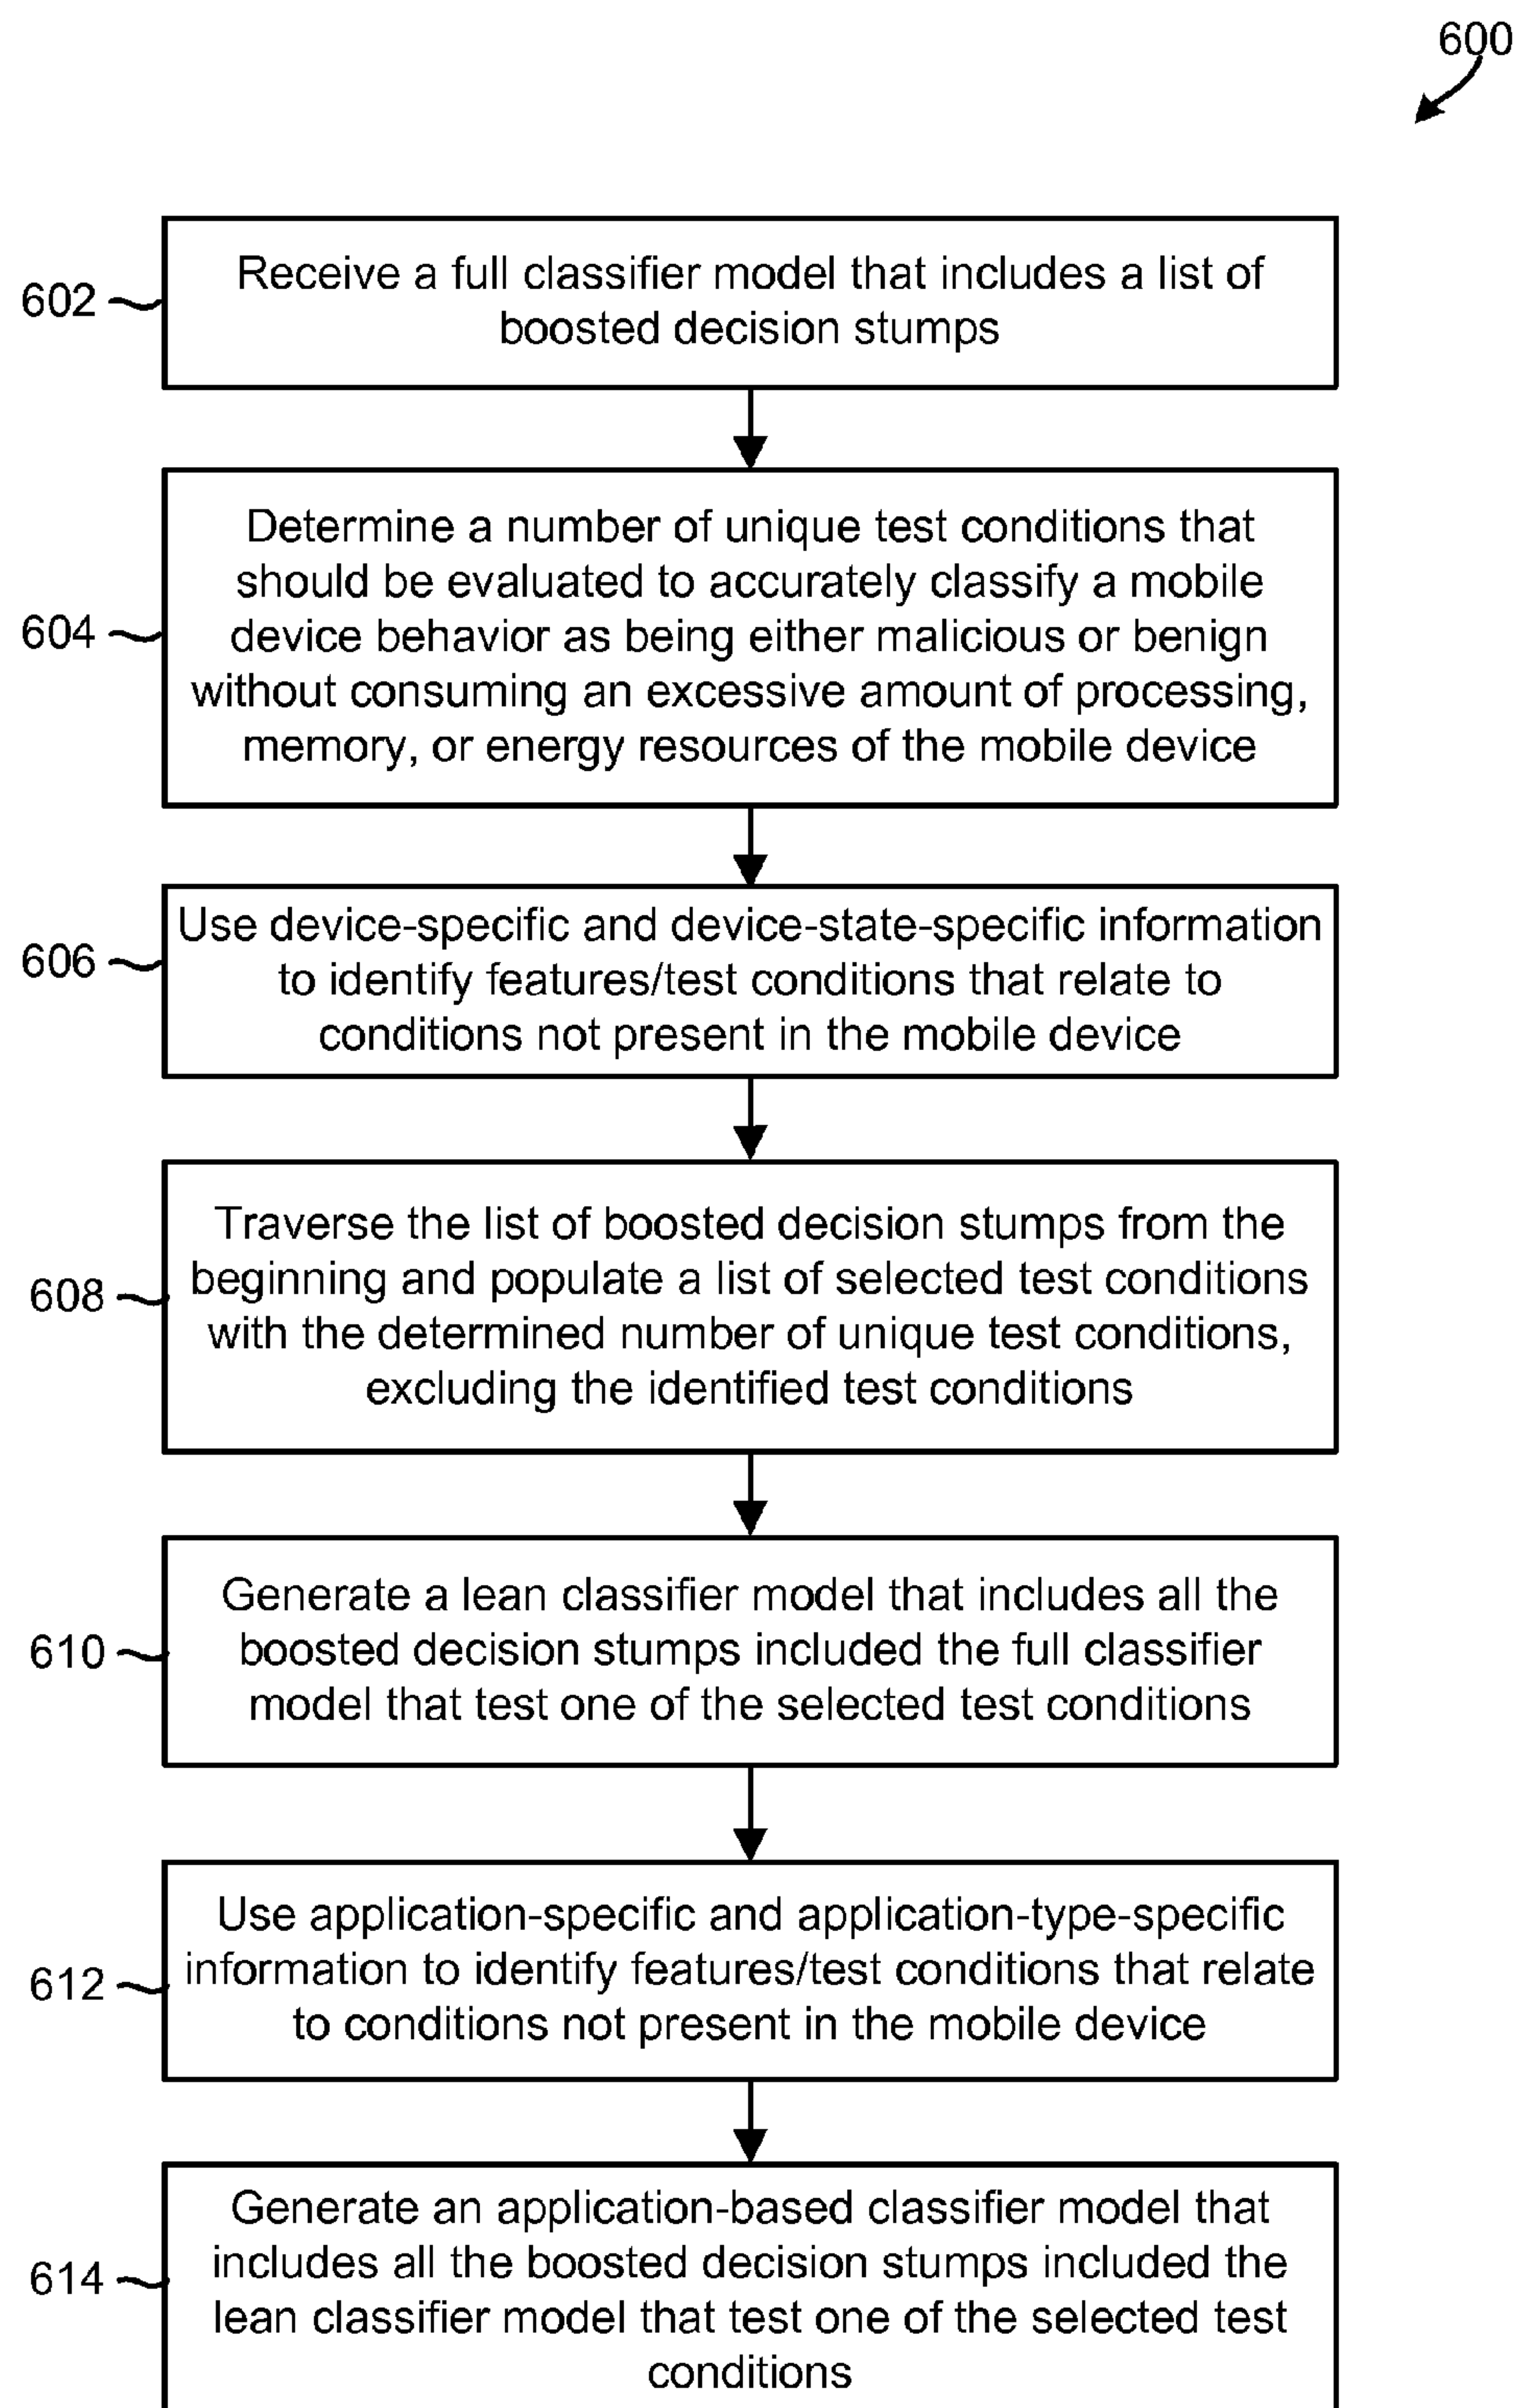 600
602
Receive a full classifier model that includes a list of
boosted decision stumps
604
Determine a number of unique test conditions that
should be evaluated to accurately classify a mobile
device behavior as being either malicious or benign
without consuming an excessive amount of processing,
memory, or energy resources of the mobile device
606
Use device-specific and device-state-specific information
to identify features/test conditions that relate to
conditions not present in the mobile device
608
Traverse the list of boosted decision stumps from the
beginning and populate a list of selected test conditions
with the determined number of unique test conditions,
excluding the identified test conditions
610
Generate a lean classifier model that includes all the
boosted decision stumps included the full classifier
model that test one of the selected test conditions
612
Use application-specific and application-type-specific
information to identify features/test conditions that relate
to conditions not present in the mobile device
614
Generate an application-based classifier model that
includes all the boosted decision stumps included the
lean classifier model that test one of the selected test
conditions